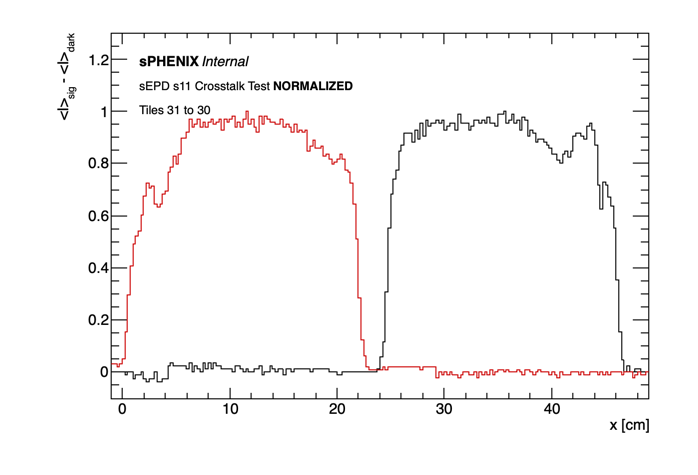 <I>sig - <I>dark
sPHENIX Internal
sEPD s11 Crosstalk Test NORMALIZED
Tiles 31 to 30
1.2
1
0.8
0.6
0.4
0.2
0
0 10 20 30 40
x [cm]